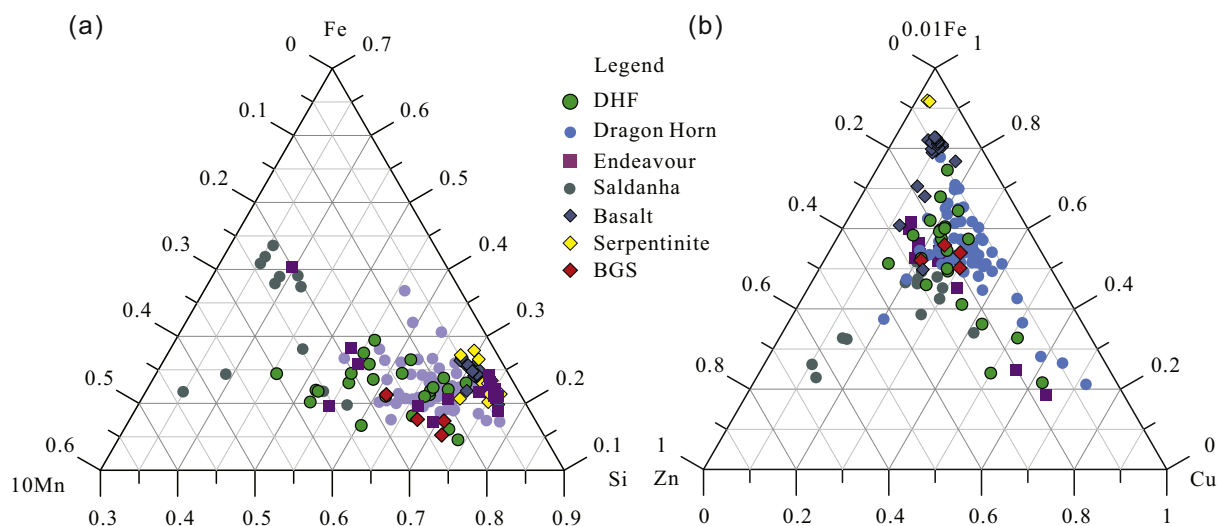 (a)
Fe
0 0.7
0.1 0.6
0.2 0.5
0.3 0.4
0.4 0.3
0.5 0.2
0.6 0.1
10Mn Si
0.3 0.4 0.5 0.6 0.7 0.8 0.9
Legend
DHF
Dragon Horn
Endeavour
Saldanha
Basalt
Serpentinite
BGS
(b)
0.01Fe
0 1
0.2 0.8
0.4 0.6
0.6 0.4
0.8 0.2
1 0
Zn Cu
0 0.2 0.4 0.6 0.8 1